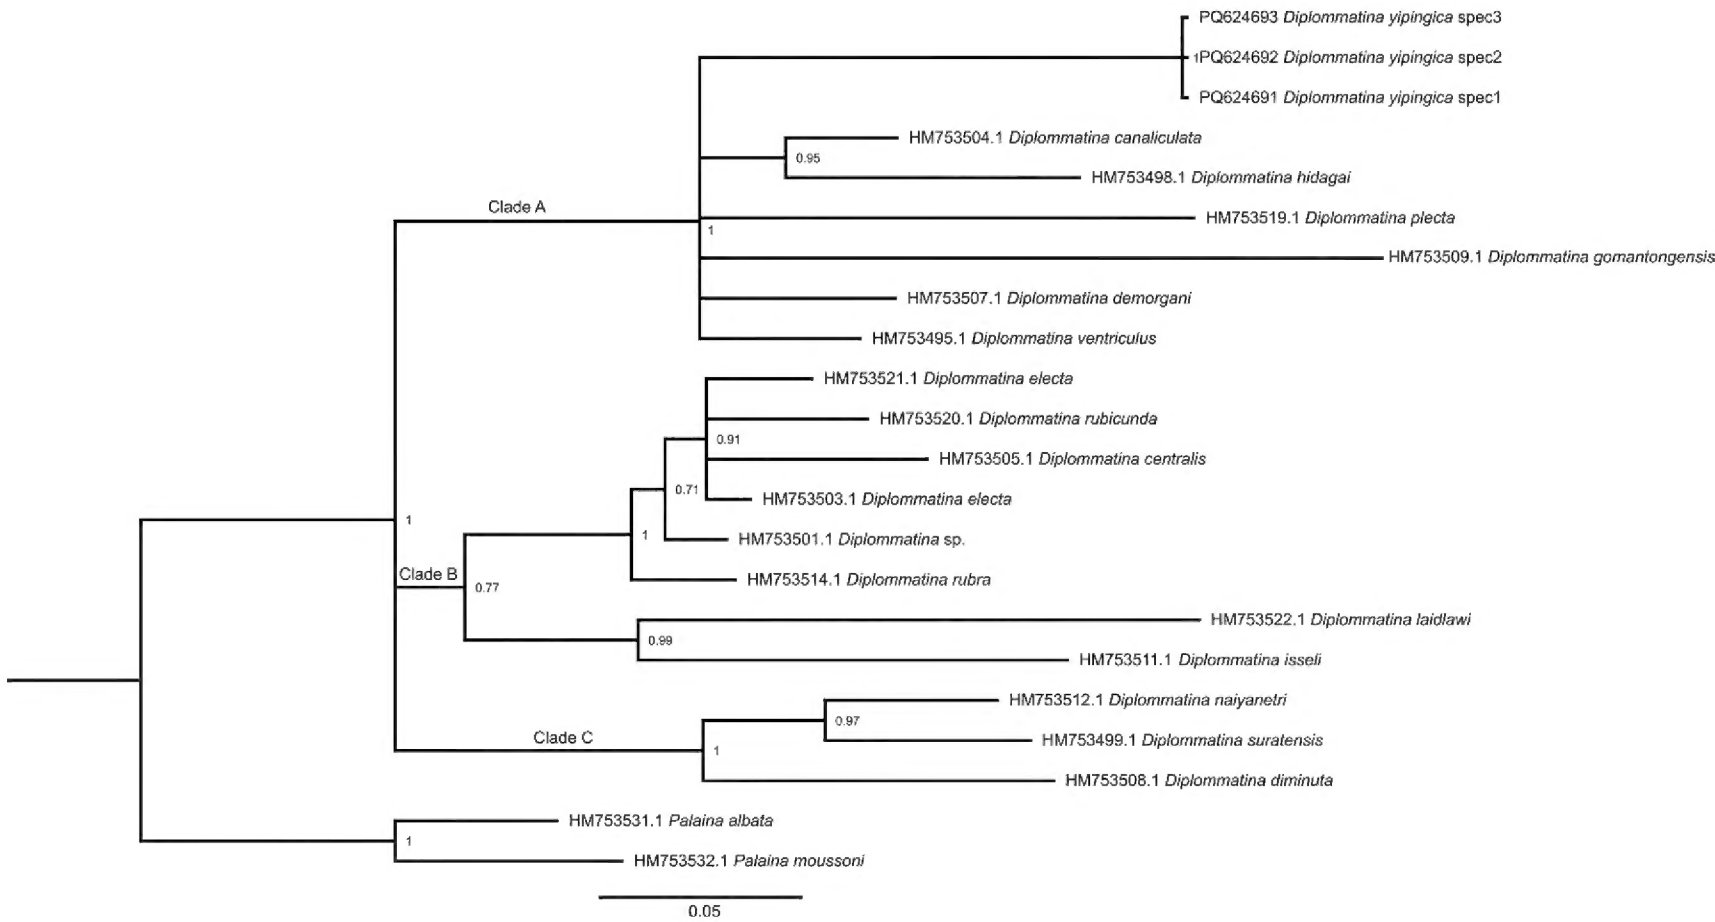 PQ624693 Diplommatina yipingica spec3
1 PQ624692 Diplommatina yipingica spec2
PQ624691 Diplommatina yipingica spec1
HM753504.1 Diplommatina canaliculata
0.95
HM753498.1 Diplommatina hidagai
Clade A
HM753519.1 Diplommatina plecta
1
HM753509.1 Diplommatina gomantongensis
HM753507.1 Diplommatina demorgani
HM753495.1 Diplommatina ventriculus
HM753521.1 Diplommatina electa
HM753520.1 Diplommatina rubicunda
0.91
HM753505.1 Diplommatina centralis
0.71
HM753503.1 Diplommatina electa
1
1
HM753501.1 Diplommatina sp.
Clade B
HM753514.1 Diplommatina rubra
0.77
HM753522.1 Diplommatina laidlawi
0.99
HM753511.1 Diplommatina isseli
HM753512.1 Diplommatina naiyanetri
0.97
Clade C
HM753499.1 Diplommatina suratensis
1
HM753508.1 Diplommatina diminuta
HM753531.1 Palaina albata
1
HM753532.1 Palaina moussoni
0.05